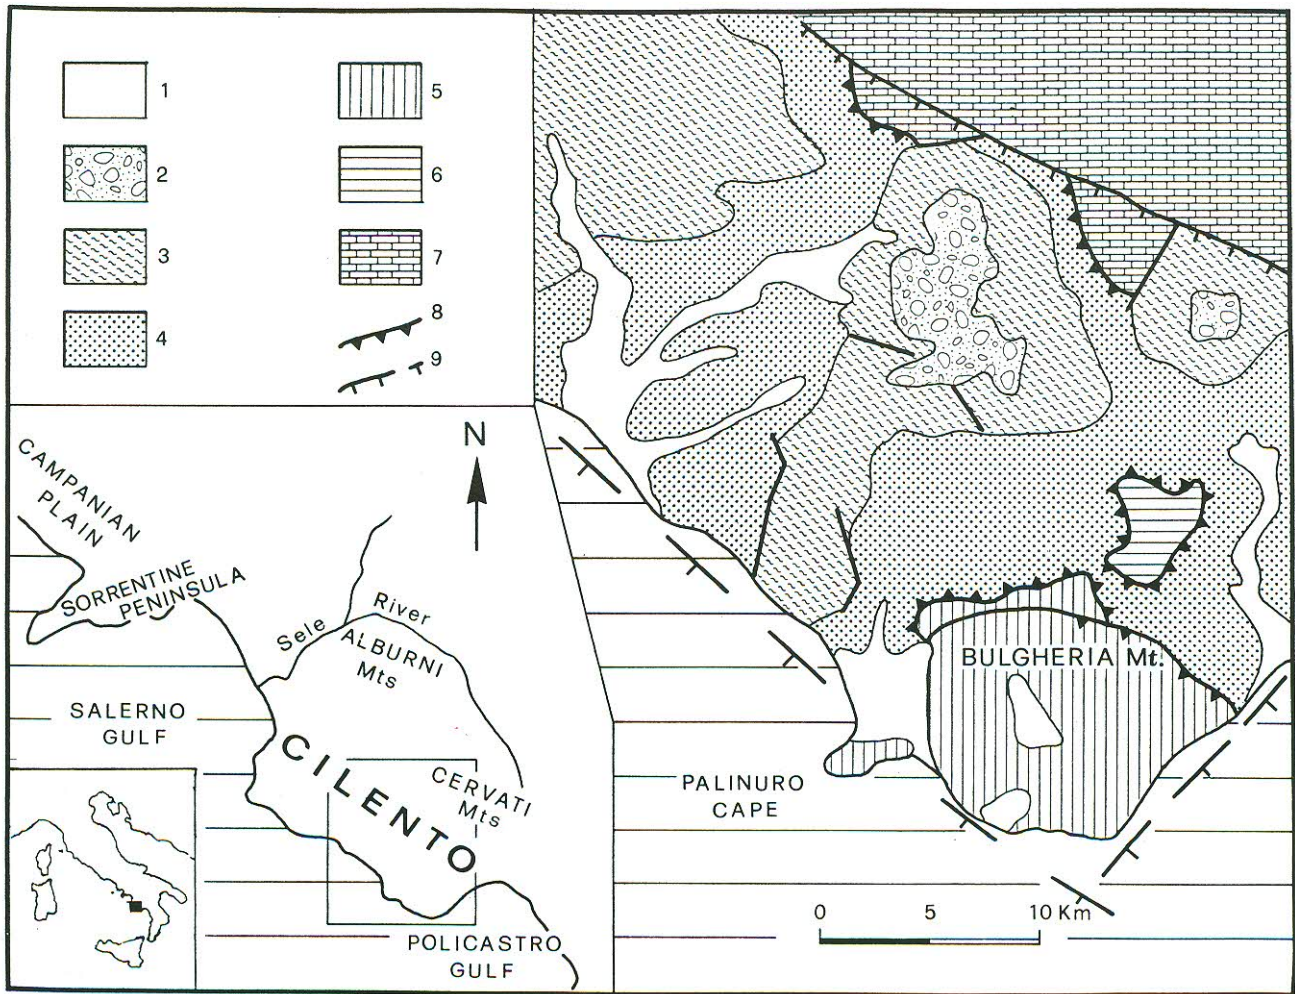 1
2
3
4
5
6
7
8
9
N
CAMPANIAN
PLAIN
SORRENTINE
PENINSULA
Sele River
ALBURNI
Mts
SALERNO
GULF
CILENTO
CERVATI
Mts
POLICASTRO
GULF
BULGHERIA Mt.
PALINURO
CAPE
0 5 10 Km